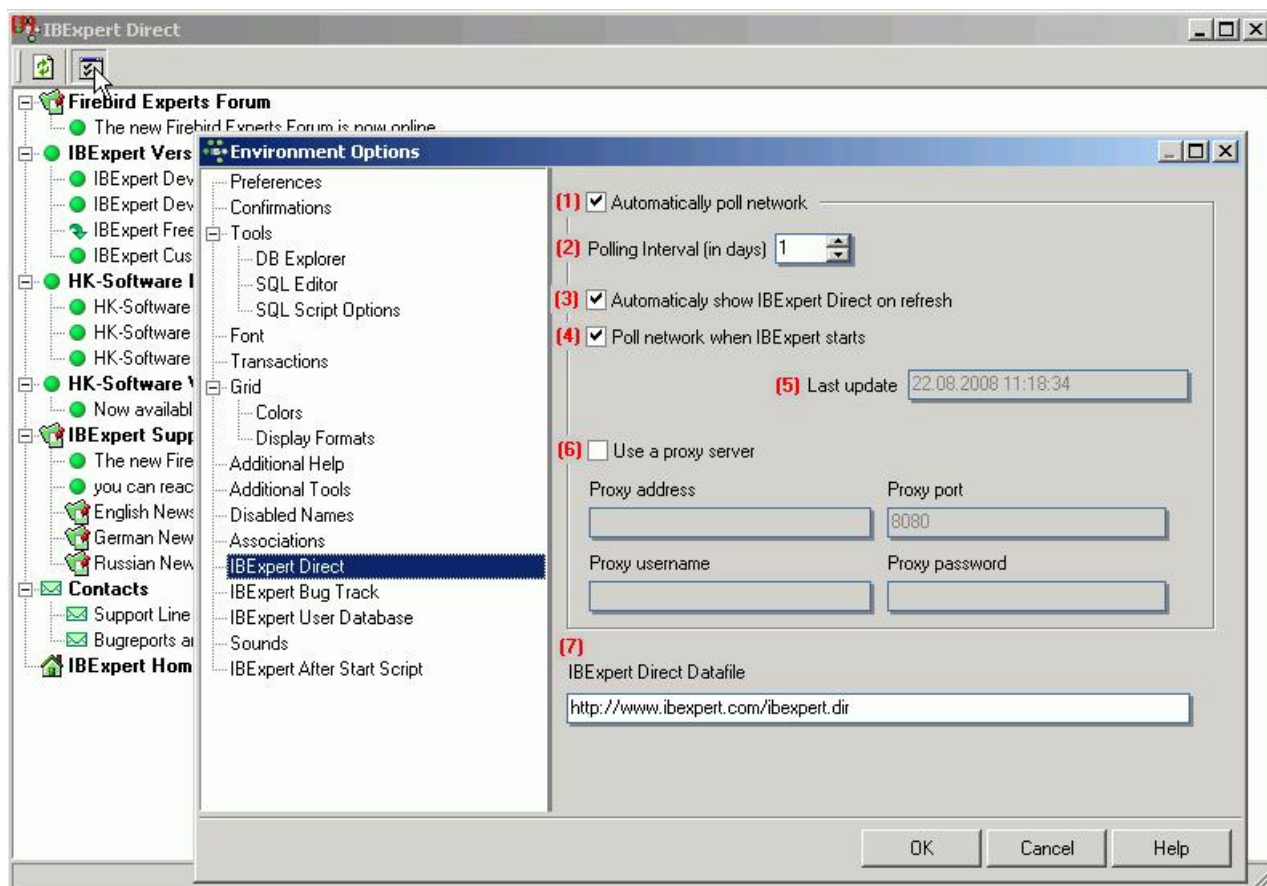 IBExpert Direct
Firebird Experts Forum
The new Firebird Experts Forum is now online
IBExpert Vers
IBExpert Dev
IBExpert Dev
IBExpert Free
IBExpert Cus
HK-Software
HK-Software
HK-Software
HK-Software
HK-Software
Now availabl
IBExpert Supp
The new Fire
you can reac
English News
German New
Russian New
Contacts
Support Line
Bugreports a
IBExpert Hom
Environment Options
Preferences
Confirmations
Tools
DB Explorer
SQL Editor
SQL Script Options
Font
Transactions
Grid
Colors
Display Formats
Additional Help
Additional Tools
Disabled Names
Associations
IBExpert Direct
IBExpert Bug Track
IBExpert User Database
Sounds
IBExpert After Start Script
(1) Automatically poll network
(2) Polling Interval (in days) 1
(3) Automaticaly show IBExpert Direct on refresh
(4) Poll network when IBExpert starts
(5) Last update 22.08.2008 11:18:34
(6) Use a proxy server
Proxy address Proxy port
8080
Proxy username Proxy password
(7)
IBExpert Direct Datafile
http://www.ibexpert.com/ibexpert.dir
OK Cancel Help